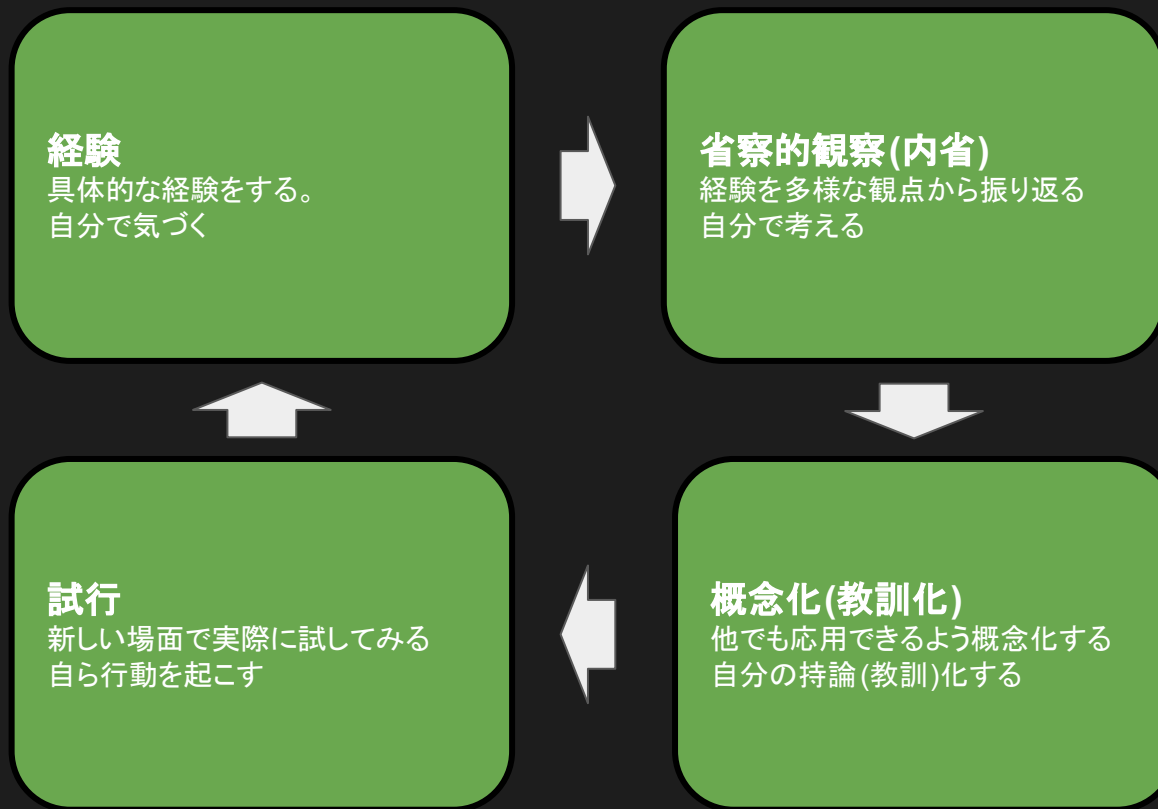 経験
具体的な経験をする。
自分で気づく
省察的観察(内省)
経験を多様な観点から振り返る
自分で考える
試行
新しい場面で実際に試してみる
自ら行動を起こす
概念化(教訓化)
他でも応用できるよう概念化する
自分の持論(教訓)化する